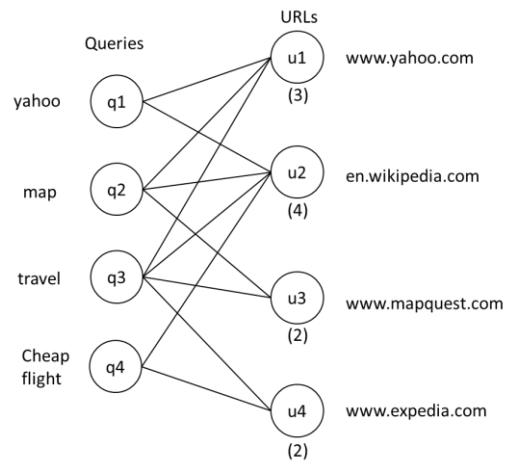 URLs
Queries
yahoo q1 u1 www.yahoo.com
(3)
map q2 u2 en.wikipedia.com
(4)
travel q3 u3 www.mapquest.com
(2)
Cheap
flight q4 u4 www.expedia.com
(2)